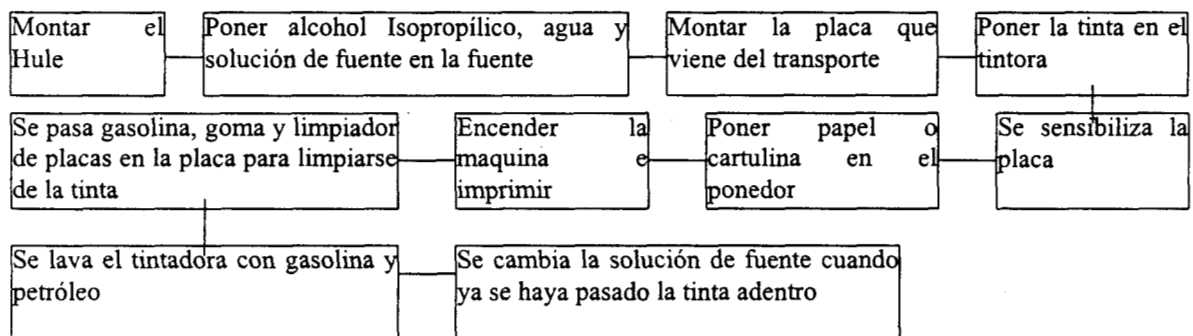 Montar el
Hule
Poner alcohol Isopropílico, agua y
solución de fuente en la fuente
Montar la placa que
viene del transporte
Poner la tinta en el
tintora
Se pasa gasolina, goma y limpiador
de placas en la placa para limpiarse
de la tinta
Encender la
maquina e
imprimir
Poner papel o
cartulina en el
ponedor
Se sensibiliza la
placa
Se lava el tintadora con gasolina y
petróleo
Se cambia la solución de fuente cuando
ya se haya pasado la tinta adentro